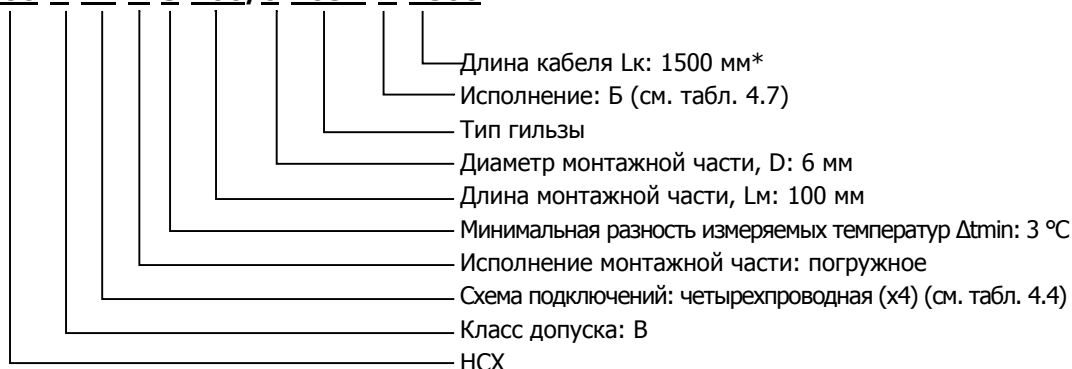 Длина кабеля Lк: 1500 мм*
Исполнение: Б (см. табл. 4.7)
Тип гильзы
Диаметр монтажной части, D: 6 мм
Длина монтажной части, Lм: 100 мм
Минимальная разность измеряемых температур Δtmin: 3 °С
Исполнение монтажной части: погружное
Схема подключений: четырехпроводная (х4) (см. табл. 4.4)
Класс допуска: В
НСХ